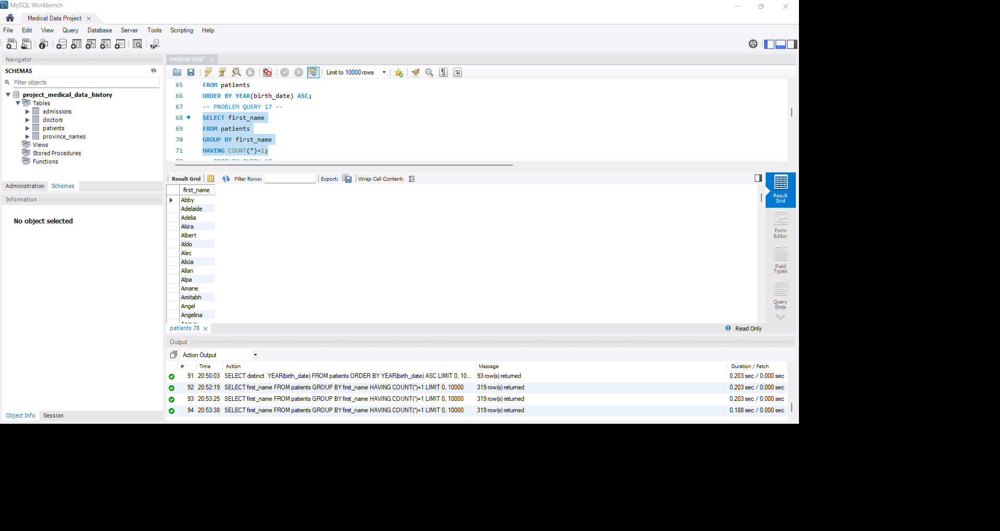 MySQL Workbench
Medical Data Project
File Edit View Query Database Server Tools Scripting Help
Navigator
SCHEMAS
Filter objects
project_medical_data_history
Tables
admissions
doctors
patients
province_names
Views
Stored Procedures
Functions
Administration Schemas
Information
No object selected
Object Info Session
medical data*
Limit to 10000 rows
65 FROM patients
66 ORDER BY YEAR(birth_date) ASC;
67 -- PROBLEM QUERY 17 --
68 SELECT first_name
69 FROM patients
70 GROUP BY first_name
71 HAVING COUNT(*)=1;
Result Grid Filter Rows: Export: Wrap Cell Content:
first_name
Abby
Adelaide
Adelia
Akira
Albert
Aldo
Alec
Alicia
Allan
Alpa
Amane
Amitabh
Angel
Angelina
Result
Grid
Form
Editor
Field
Types
Query
Stats
patients 78
Read Only
Output
Action Output
# Time Action Message Duration / Fetch
91 20:50:03 SELECT distinct YEAR(birth_date) FROM patients ORDER BY YEAR(birth_date) ASC LIMIT 0, 10... 93 row(s) returned 0.203 sec / 0.000 sec
92 20:52:19 SELECT first_name FROM patients GROUP BY first_name HAVING COUNT(*)=1 LIMIT 0, 10000 319 row(s) returned 0.203 sec / 0.000 sec
93 20:53:25 SELECT first_name FROM patients GROUP BY first_name HAVING COUNT(*)=1 LIMIT 0, 10000 319 row(s) returned 0.203 sec / 0.000 sec
94 20:53:38 SELECT first_name FROM patients GROUP BY first_name HAVING COUNT(*)=1 LIMIT 0, 10000 319 row(s) returned 0.188 sec / 0.000 sec